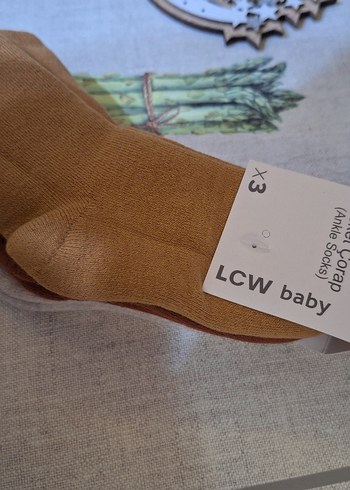 x3
Çorap
(Ankle Socks)
LCW baby